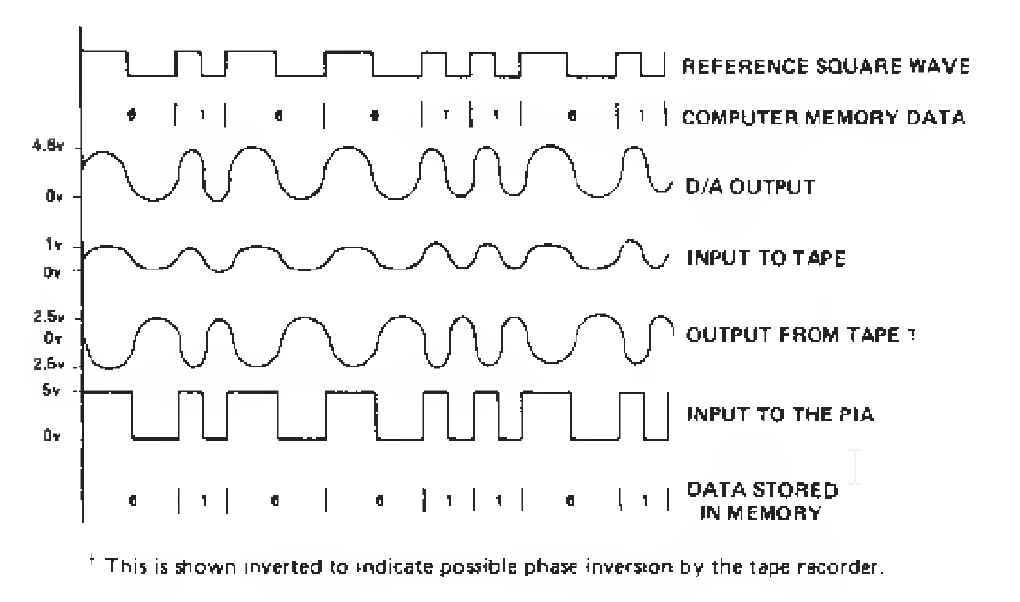 REFERENCE SQUARE WAVE
0 1 0 0 1 1 0 1 COMPUTER MEMORY DATA
4.8v
0v
D/A OUTPUT
1v
0v
INPUT TO TAPE
2.5v
0v
2.5v
OUTPUT FROM TAPE †
5v
0v
INPUT TO THE PIA
0 1 0 0 1 1 0 1 DATA STORED
IN MEMORY
† This is shown inverted to indicate possible phase inversion by the tape recorder.